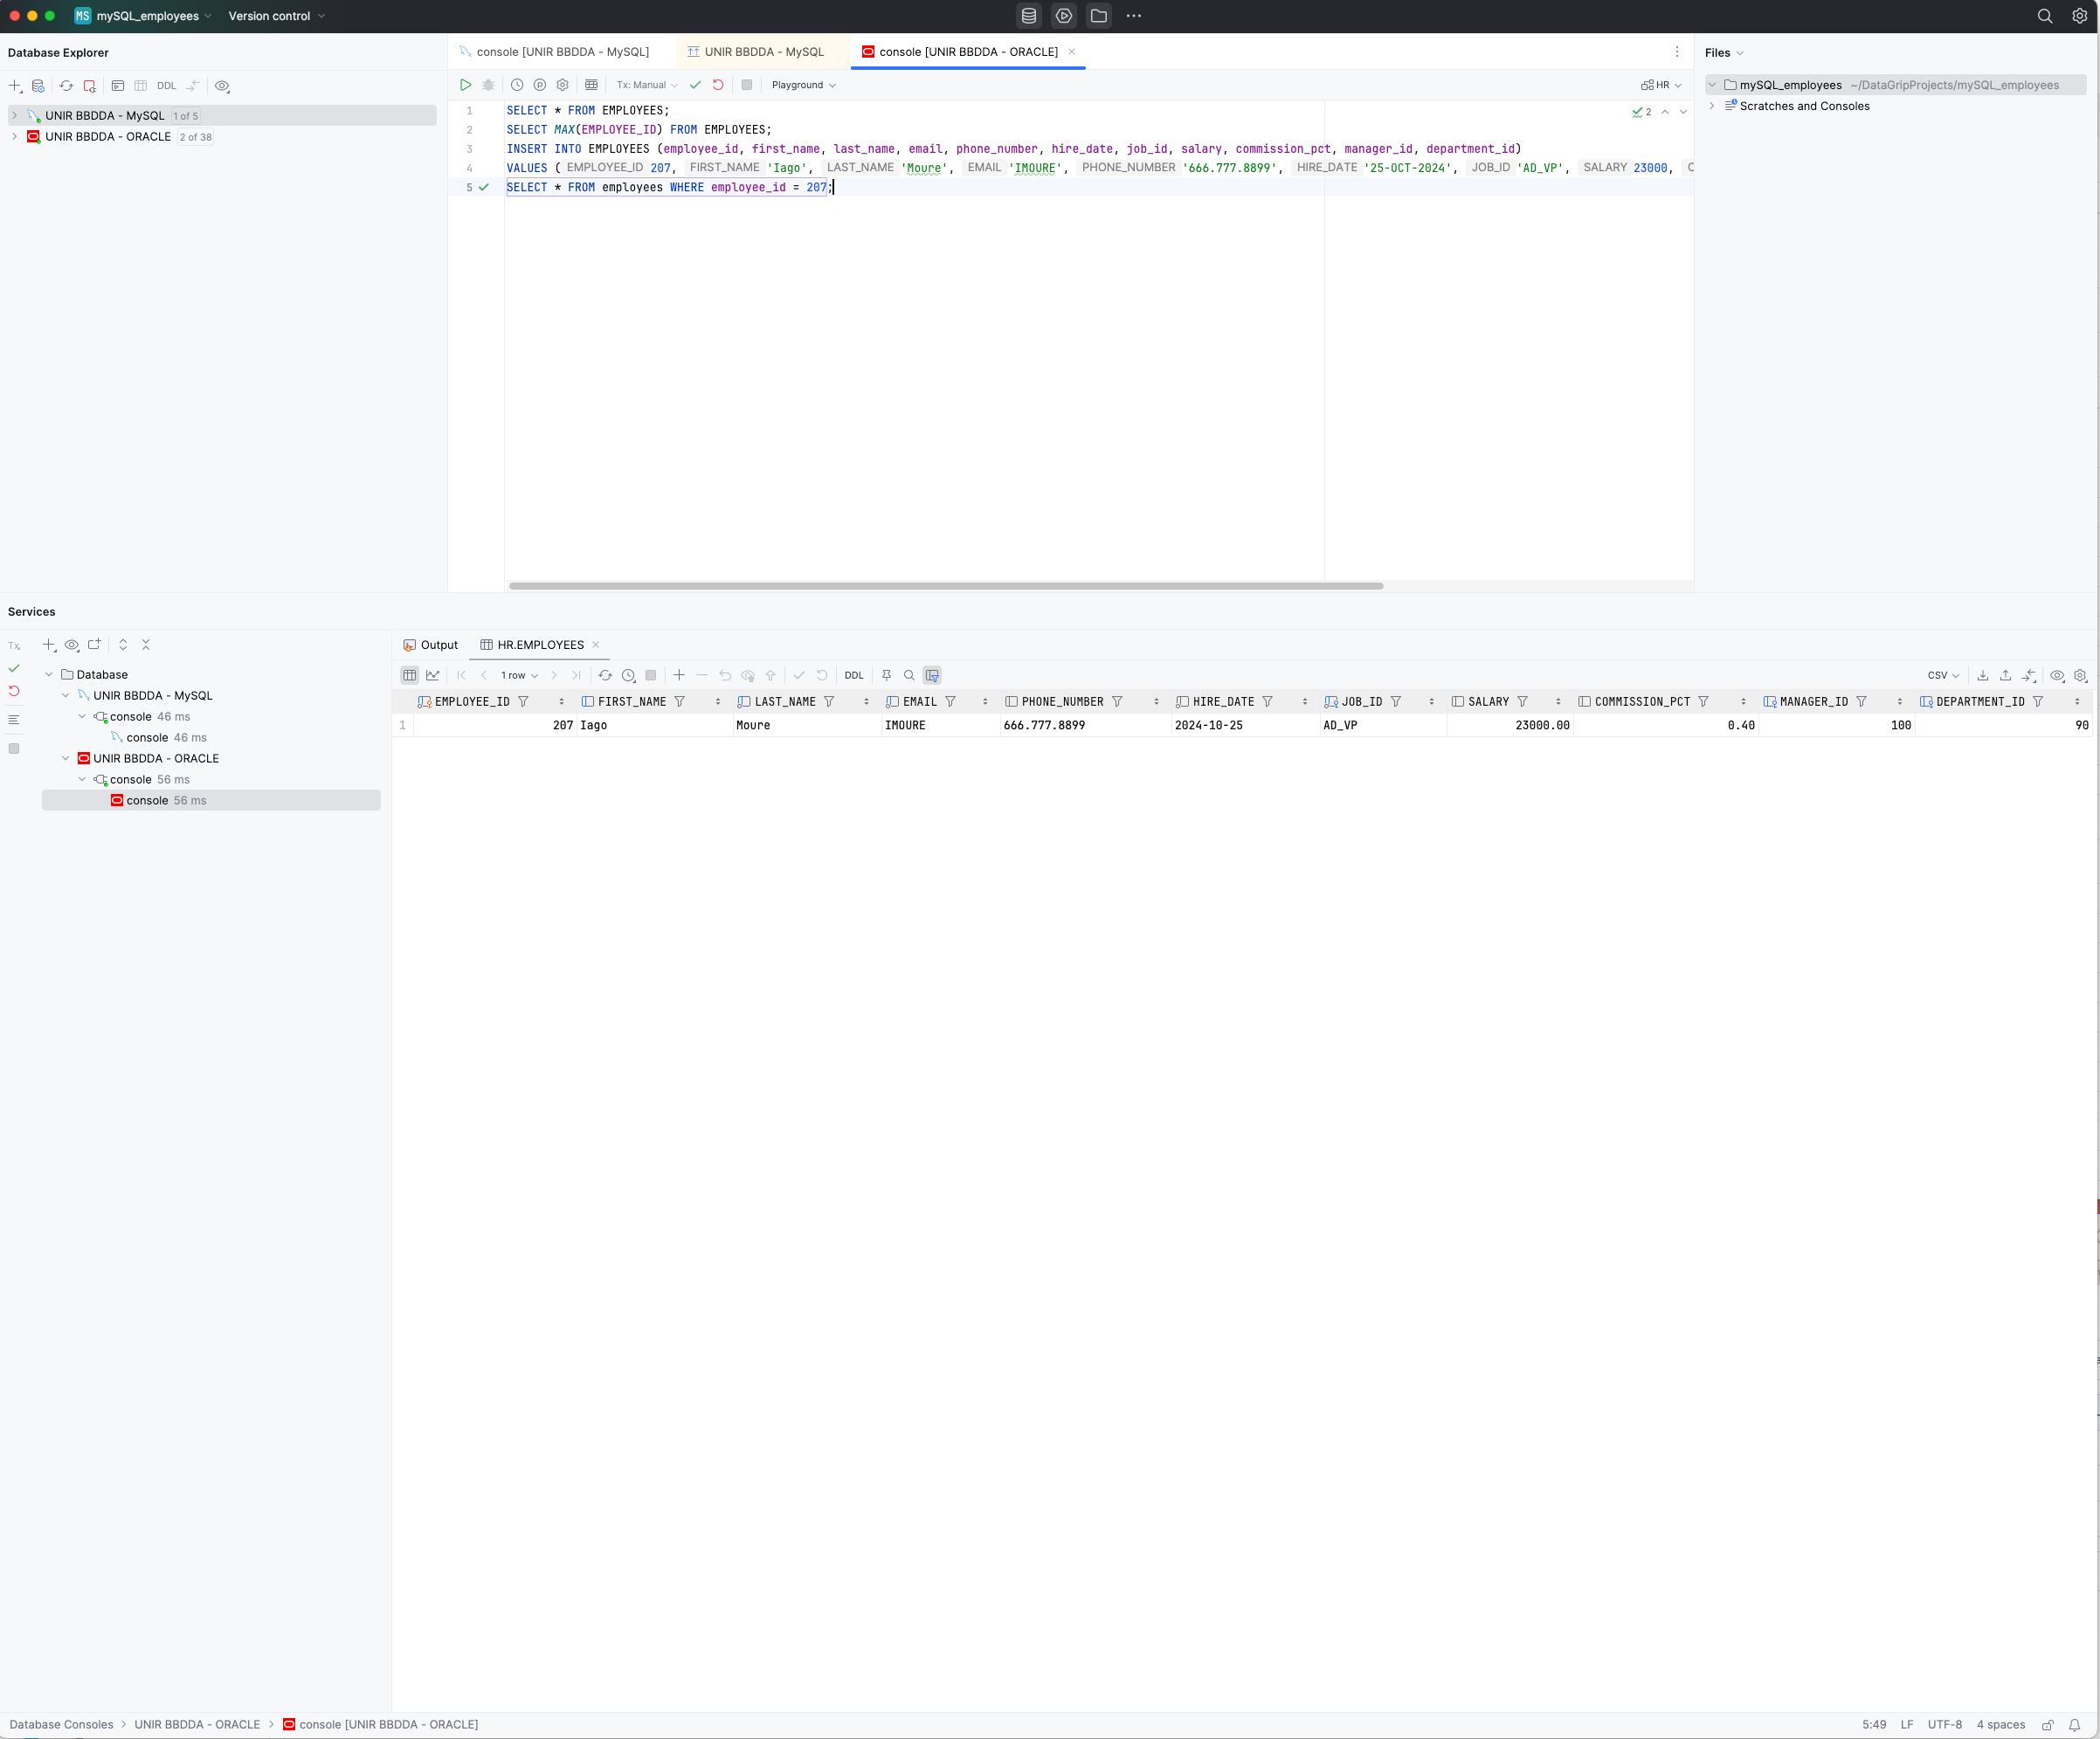 MS mySQL_employees Version control
Database Explorer
DDL
UNIR BBDDA - MySQL 1 of 5
UNIR BBDDA - ORACLE 2 of 38
console [UNIR BBDDA - MySQL] UNIR BBDDA - MySQL console [UNIR BBDDA - ORACLE]
Tx: Manual Playground HR
1 SELECT * FROM EMPLOYEES; 2
2 SELECT MAX(EMPLOYEE_ID) FROM EMPLOYEES;
3 INSERT INTO EMPLOYEES (employee_id, first_name, last_name, email, phone_number, hire_date, job_id, salary, commission_pct, manager_id, department_id)
4 VALUES ( EMPLOYEE_ID 207, FIRST_NAME 'Iago', LAST_NAME 'Moure', EMAIL 'IMOURE', PHONE_NUMBER '666.777.8899', HIRE_DATE '25-OCT-2024', JOB_ID 'AD_VP', SALARY 23000, C
5 SELECT * FROM employees WHERE employee_id = 207;
Files
mySQL_employees ~/DataGripProjects/mySQL_employees
Scratches and Consoles
Services
Tx
Database
UNIR BBDDA - MySQL
console 46 ms
console 46 ms
UNIR BBDDA - ORACLE
console 56 ms
console 56 ms
Output HR.EMPLOYEES
1 row DDL CSV
EMPLOYEE_ID FIRST_NAME LAST_NAME EMAIL PHONE_NUMBER HIRE_DATE JOB_ID SALARY COMMISSION_PCT MANAGER_ID DEPARTMENT_ID
1 207 Iago Moure IMOURE 666.777.8899 2024-10-25 AD_VP 23000.00 0.40 100 90
Database Consoles > UNIR BBDDA - ORACLE > console [UNIR BBDDA - ORACLE] 5:49 LF UTF-8 4 spaces